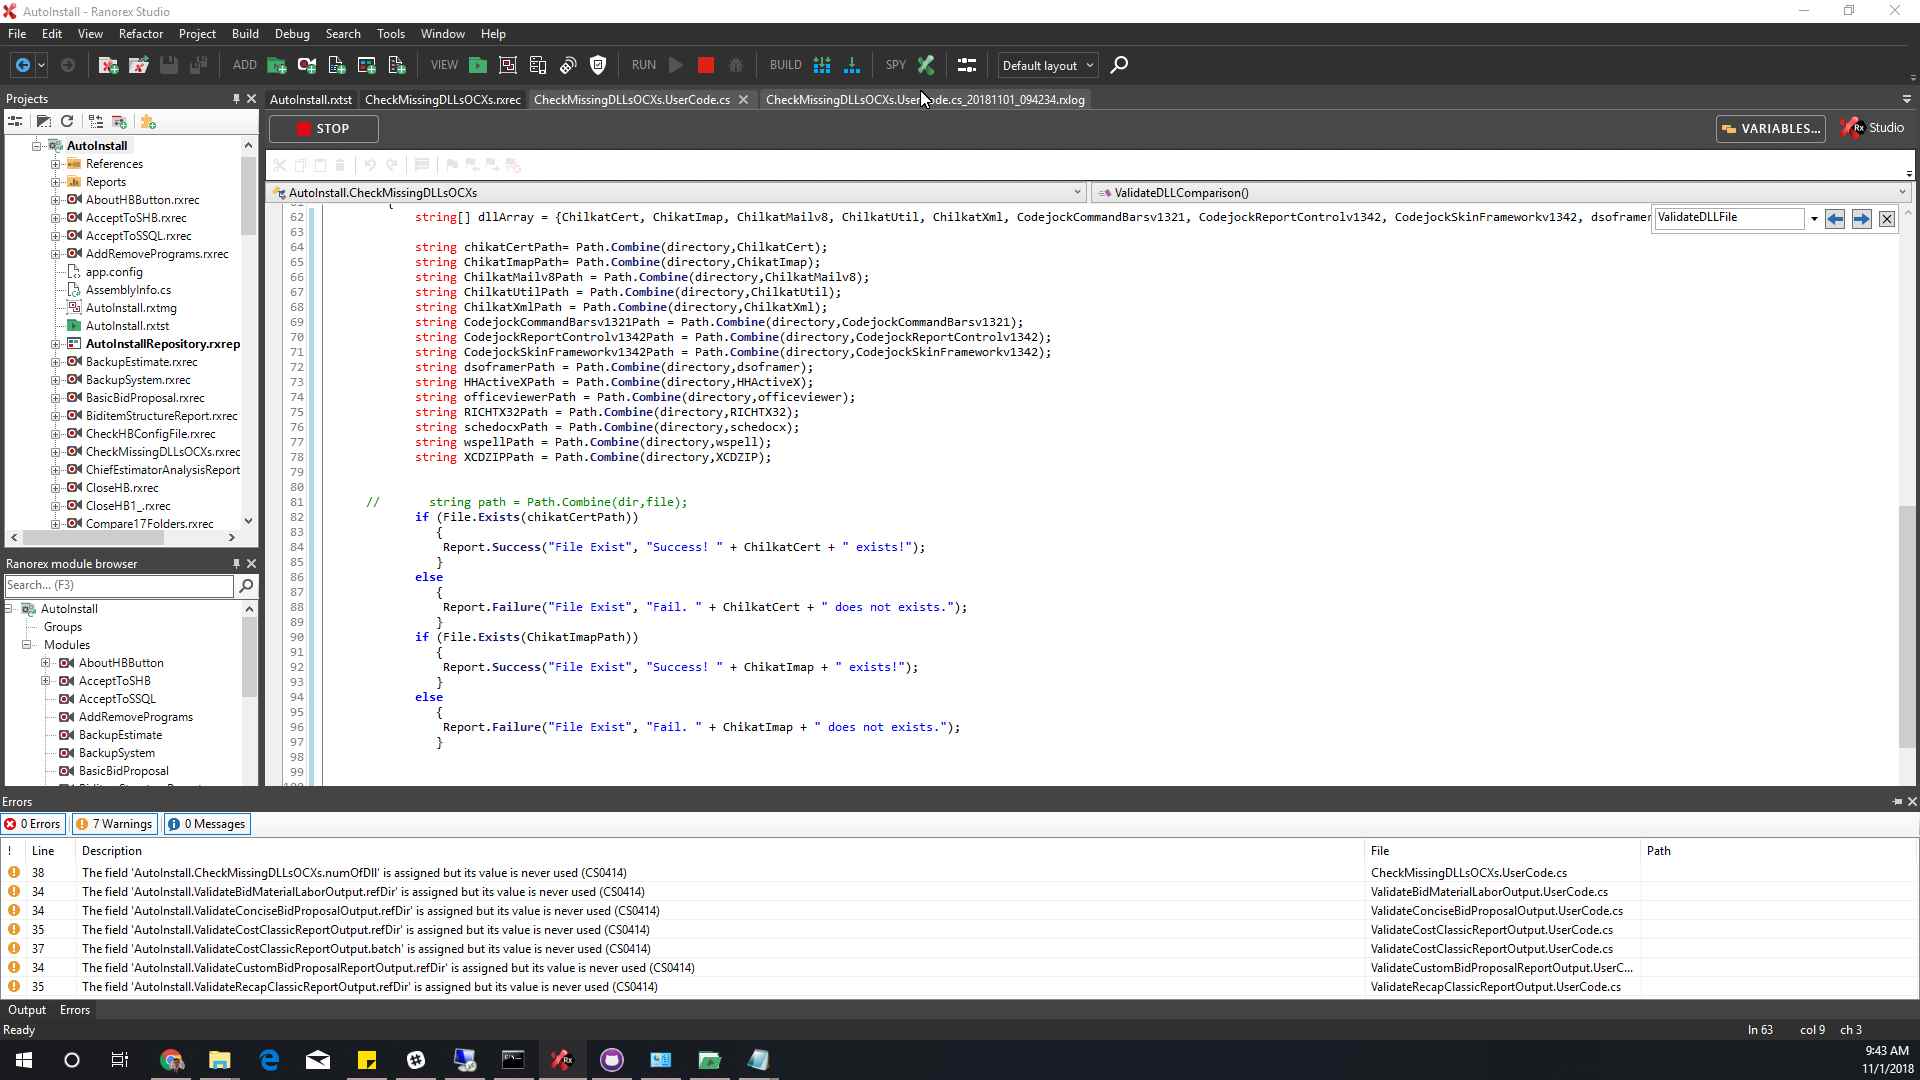 AutoInstall - Ranorex Studio
File Edit View Refactor Project Build Debug Search Tools Window Help
ADD VIEW RUN BUILD SPY Default layout
Projects
AutoInstall.rxtst CheckMissingDLLsOCXs.rxrec CheckMissingDLLsOCXs.UserCode.cs CheckMissingDLLsOCXs.UserCode.cs_20181101_094234.rxlog
STOP VARIABLES... Rx Studio
AutoInstall.CheckMissingDLLsOCXs ValidateDLLComparison()
ValidateDLLFile
AutoInstall
References
Reports
AboutHBButton.rxrec
AcceptToSHB.rxrec
AcceptToSSQL.rxrec
AddRemovePrograms.rxrec
app.config
AssemblyInfo.cs
AutoInstall.rxtmg
AutoInstall.rxtst
AutoInstallRepository.rxrep
BackupEstimate.rxrec
BackupSystem.rxrec
BasicBidProposal.rxrec
BiditemStructureReport.rxrec
CheckHBConfigFile.rxrec
CheckMissingDLLsOCXs.rxrec
ChiefEstimatorAnalysisReport
CloseHB.rxrec
CloseHB1_.rxrec
Compare17Folders.rxrec
Ranorex module browser
Search... (F3)
AutoInstall
Groups
Modules
AboutHBButton
AcceptToSHB
AcceptToSSQL
AddRemovePrograms
BackupEstimate
BackupSystem
BasicBidProposal
61 {
62 string[] dllArray = {ChilkatCert, ChikatImap, ChilkatMailv8, ChilkatUtil, ChilkatXml, CodejockCommandBarsv1321, CodejockReportControlv1342, CodejockSkinFrameworkv1342, dsoframer
63
64 string chikatCertPath= Path.Combine(directory,ChilkatCert);
65 string ChikatImapPath= Path.Combine(directory,ChikatImap);
66 string ChilkatMailv8Path = Path.Combine(directory,ChilkatMailv8);
67 string ChilkatUtilPath = Path.Combine(directory,ChilkatUtil);
68 string ChilkatXmlPath = Path.Combine(directory,ChilkatXml);
69 string CodejockCommandBarsv1321Path = Path.Combine(directory,CodejockCommandBarsv1321);
70 string CodejockReportControlv1342Path = Path.Combine(directory,CodejockReportControlv1342);
71 string CodejockSkinFrameworkv1342Path = Path.Combine(directory,CodejockSkinFrameworkv1342);
72 string dsoframerPath = Path.Combine(directory,dsoframer);
73 string HHActiveXPath = Path.Combine(directory,HHActiveX);
74 string officeviewerPath = Path.Combine(directory,officeviewer);
75 string RICHTX32Path = Path.Combine(directory,RICHTX32);
76 string schedocxPath = Path.Combine(directory,schedocx);
77 string wspellPath = Path.Combine(directory,wspell);
78 string XCDZIPPath = Path.Combine(directory,XCDZIP);
79
80
81 // string path = Path.Combine(dir,file);
82 if (File.Exists(chikatCertPath))
83 {
84 Report.Success("File Exist", "Success! " + ChilkatCert + " exists!");
85 }
86 else
87 {
88 Report.Failure("File Exist", "Fail. " + ChilkatCert + " does not exists.");
89 }
90 if (File.Exists(ChikatImapPath))
91 {
92 Report.Success("File Exist", "Success! " + ChikatImap + " exists!");
93 }
94 else
95 {
96 Report.Failure("File Exist", "Fail. " + ChikatImap + " does not exists.");
97 }
98
99
Errors
0 Errors 7 Warnings 0 Messages
! Line Description File Path
38 The field 'AutoInstall.CheckMissingDLLsOCXs.numOfDll' is assigned but its value is never used (CS0414) CheckMissingDLLsOCXs.UserCode.cs
34 The field 'AutoInstall.ValidateBidMaterialLaborOutput.refDir' is assigned but its value is never used (CS0414) ValidateBidMaterialLaborOutput.UserCode.cs
34 The field 'AutoInstall.ValidateConciseBidProposalOutput.refDir' is assigned but its value is never used (CS0414) ValidateConciseBidProposalOutput.UserCode.cs
35 The field 'AutoInstall.ValidateCostClassicReportOutput.refDir' is assigned but its value is never used (CS0414) ValidateCostClassicReportOutput.UserCode.cs
37 The field 'AutoInstall.ValidateCostClassicReportOutput.batch' is assigned but its value is never used (CS0414) ValidateCostClassicReportOutput.UserCode.cs
34 The field 'AutoInstall.ValidateCustomBidProposalReportOutput.refDir' is assigned but its value is never used (CS0414) ValidateCustomBidProposalReportOutput.UserC...
35 The field 'AutoInstall.ValidateRecapClassicReportOutput.refDir' is assigned but its value is never used (CS0414) ValidateRecapClassicReportOutput.UserCode.cs
Output Errors
Ready ln 63 col 9 ch 3
9:43 AM
11/1/2018